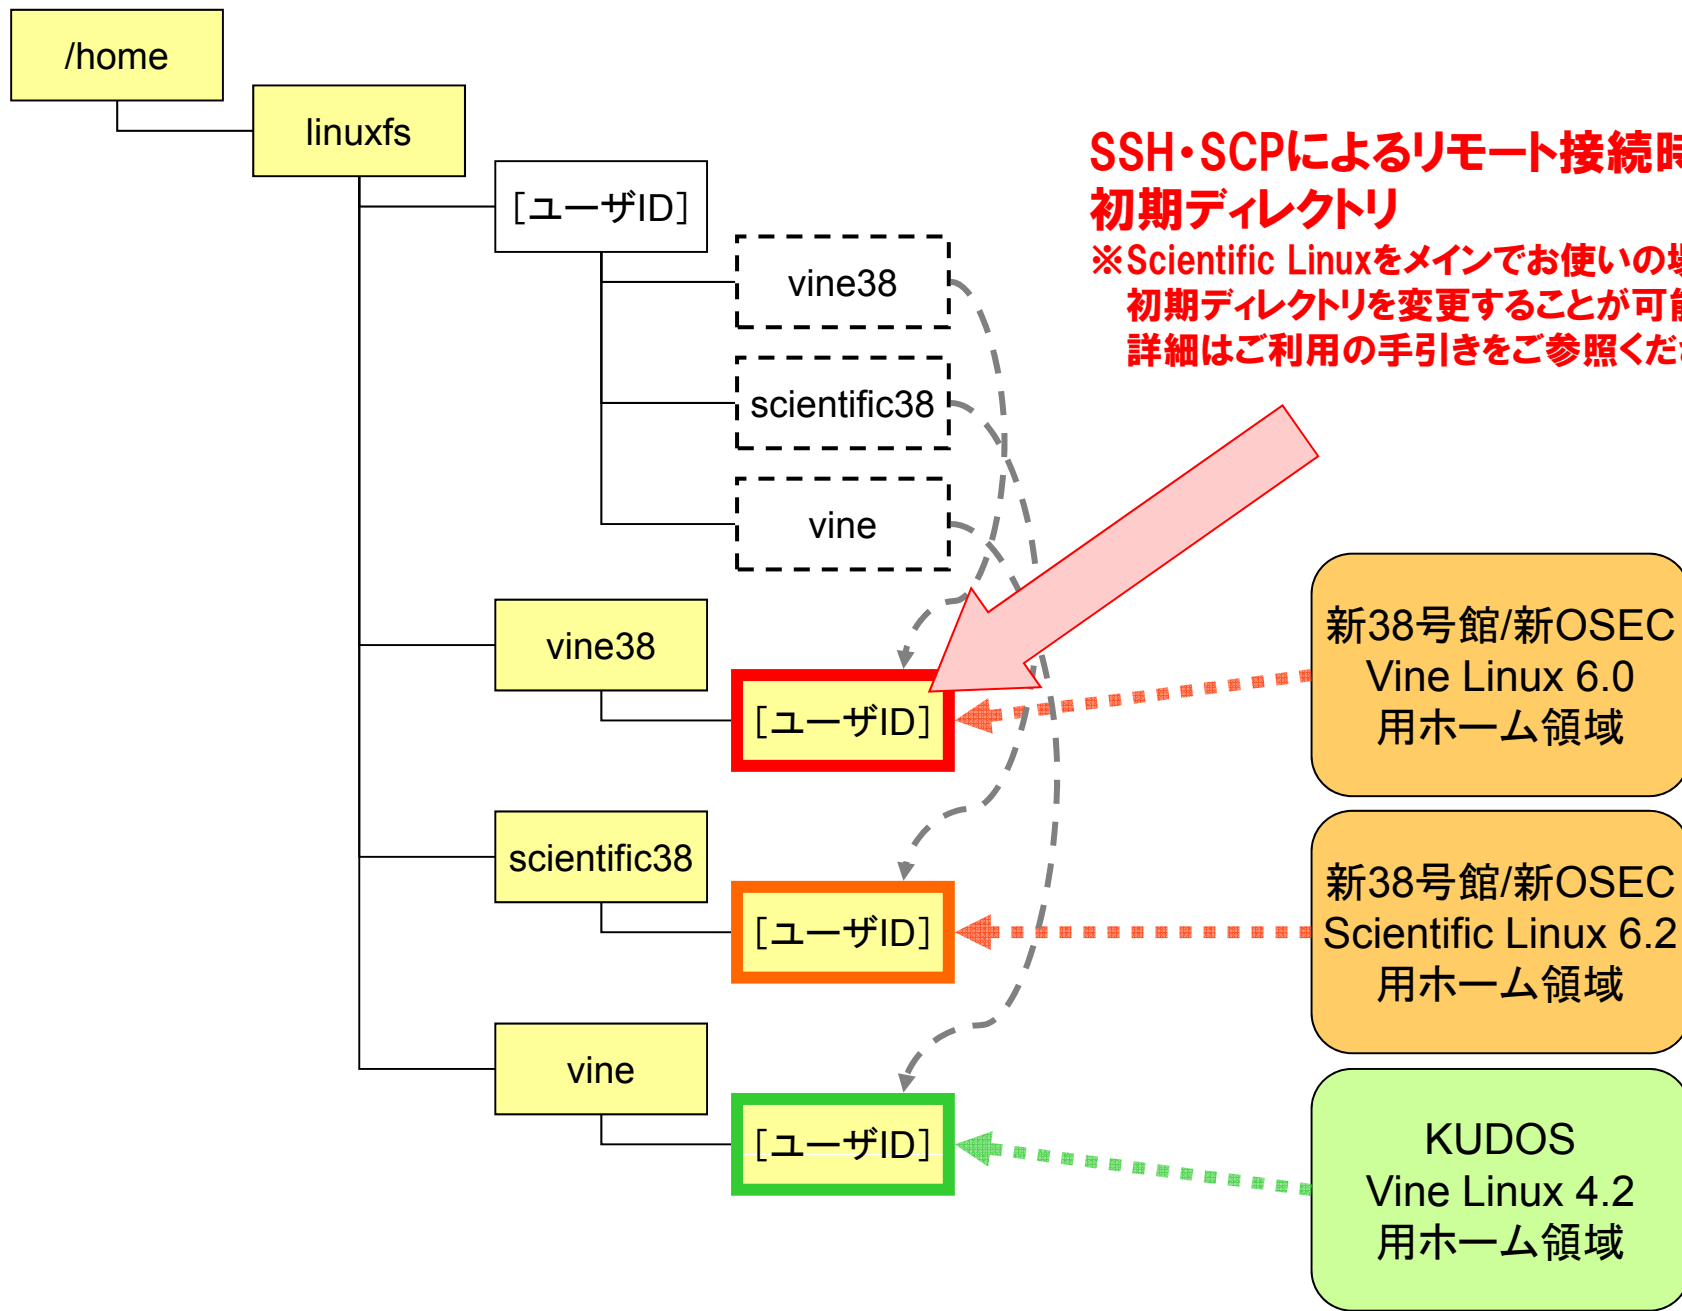 /home
linuxfs
[ユーザID]
SSH・SCPによるリモート接続時
初期ディレクトリ
※Scientific Linuxをメインでお使いの場
初期ディレクトリを変更することが可能
詳細はご利用の手引きをご参照くださ
vine38
scientific38
vine
vine38
[ユーザID]
新38号館/新OSEC
Vine Linux 6.0
用ホーム領域
scientific38
[ユーザID]
新38号館/新OSEC
Scientific Linux 6.2
用ホーム領域
vine
[ユーザID]
KUDOS
Vine Linux 4.2
用ホーム領域